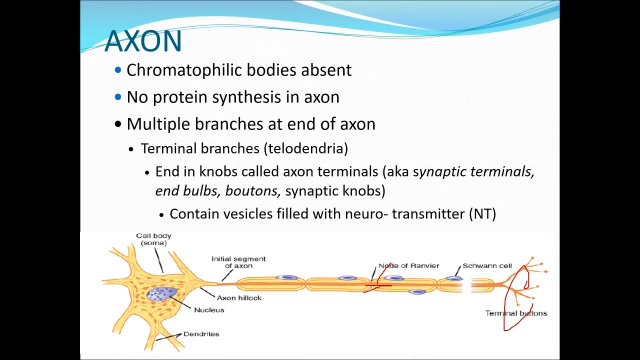 AXON
Chromatophilic bodies absent
No protein synthesis in axon
Multiple branches at end of axon
Terminal branches (telodendria)
End in knobs called axon terminals (aka synaptic terminals,
end bulbs, boutons, synaptic knobs)
Contain vesicles filled with neuro- transmitter (NT)
Cell body
(soma)
Initial segment
of axon
Node of Ranvier
Schwann cell
Axon hillock
Nucleus
Terminal buttons
Dendrites